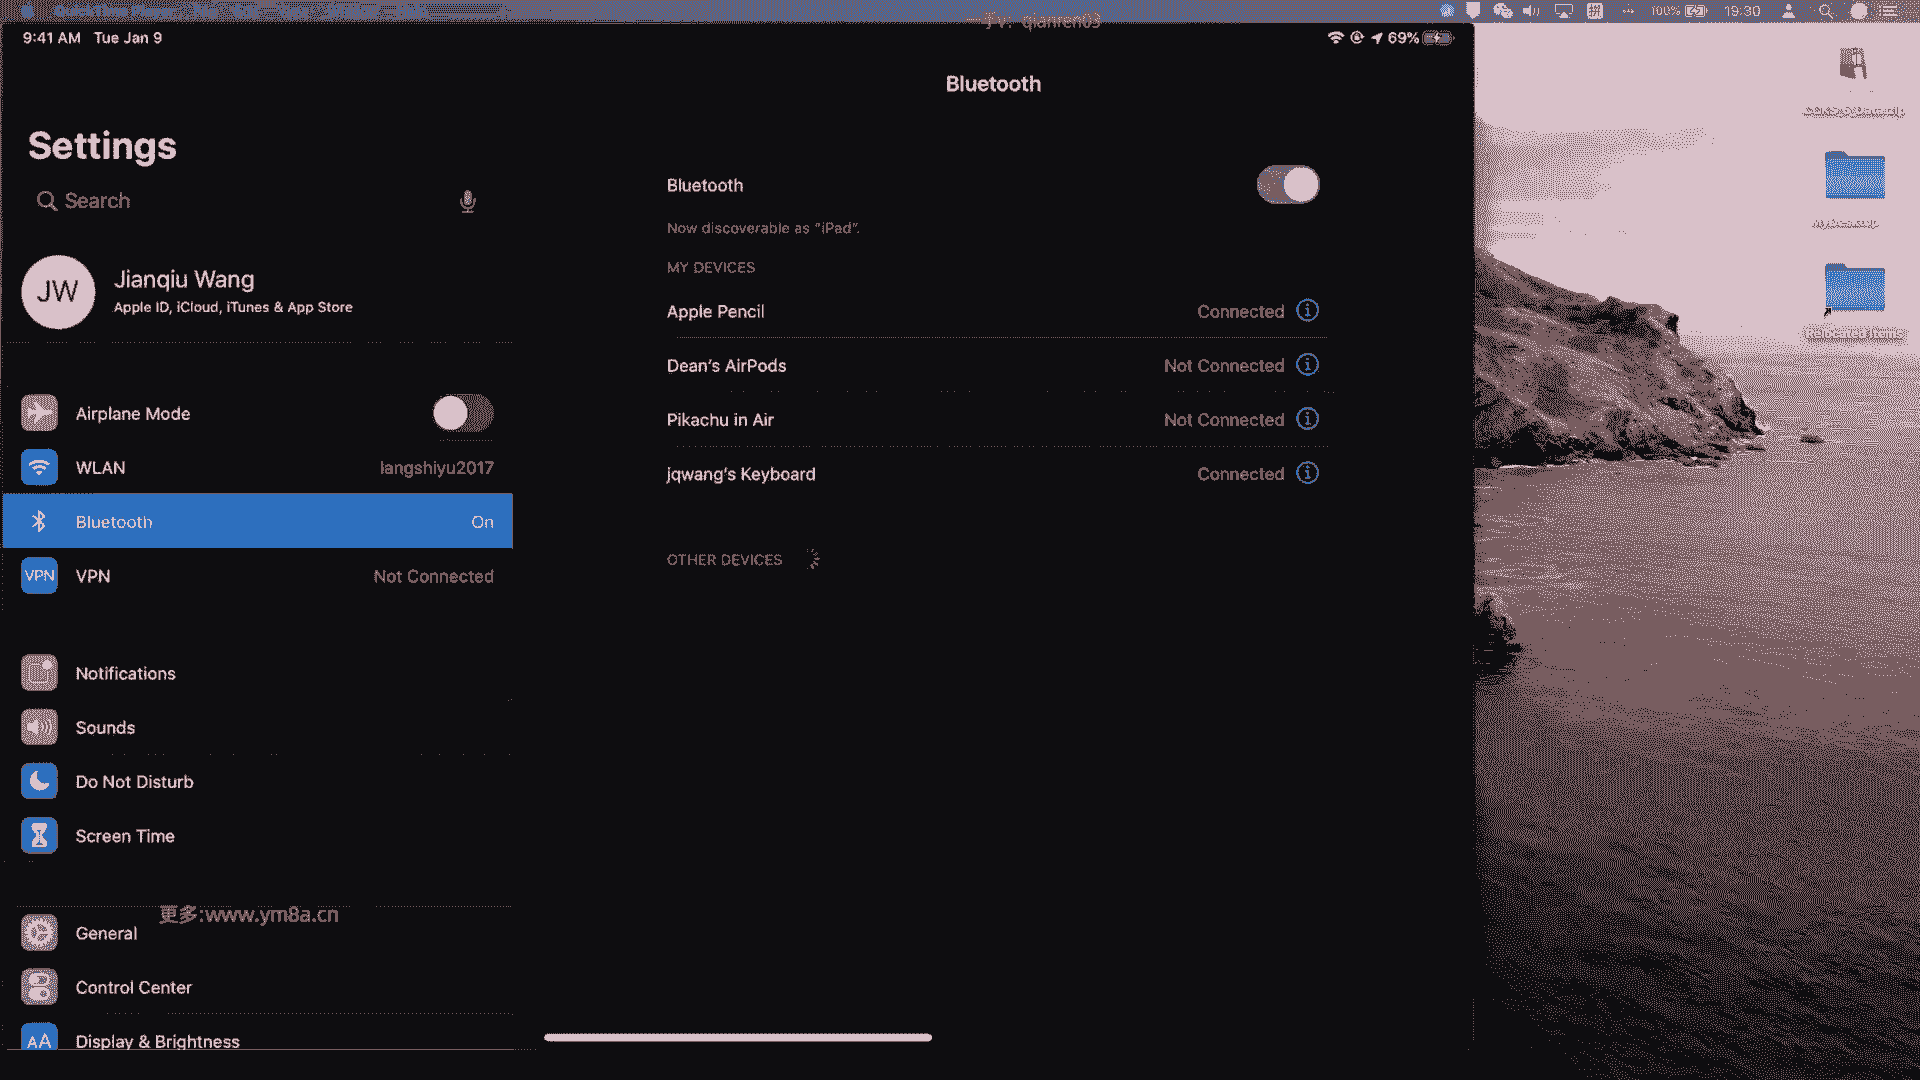 QuickTime Player
100%
19:30
qianren03
9:41 AM Tue Jan 9
69%
Bluetooth
Settings
Search
JW
Jianqiu Wang
Apple ID, iCloud, iTunes & App Store
Airplane Mode
WLAN
langshiyu2017
Bluetooth
On
VPN
VPN
Not Connected
Notifications
Sounds
Do Not Disturb
Screen Time
更多:www.ym8a.cn
General
Control Center
AA
Display & Brightness
Bluetooth
Now discoverable as “iPad”.
MY DEVICES
Apple Pencil
Connected
Dean’s AirPods
Not Connected
Pikachu in Air
Not Connected
jqwang’s Keyboard
Connected
OTHER DEVICES
Relocated Items